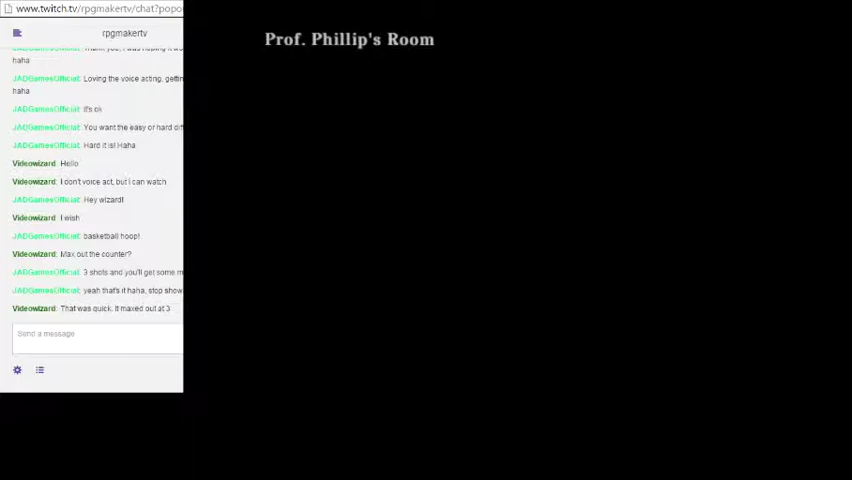 www.twitch.tv/rpgmakertv/chat?popou
rpgmakertv
haha
JADGamesOfficial: Loving the voice acting, gettin
haha
JADGamesOfficial: It's ok
JADGamesOfficial: You want the easy or hard diff
JADGamesOfficial: Hard it is! Haha
Videowizard: Hello
Videowizard: I don't voice act, but I can watch
JADGamesOfficial: Hey wizard!
Videowizard: I wish
JADGamesOfficial: basketball hoop!
Videowizard: Max out the counter?
JADGamesOfficial: 3 shots and you'll get some m
JADGamesOfficial: yeah that's it haha, stop show
Videowizard: That was quick. It maxed out at 3
Send a message
Prof. Phillip's Room